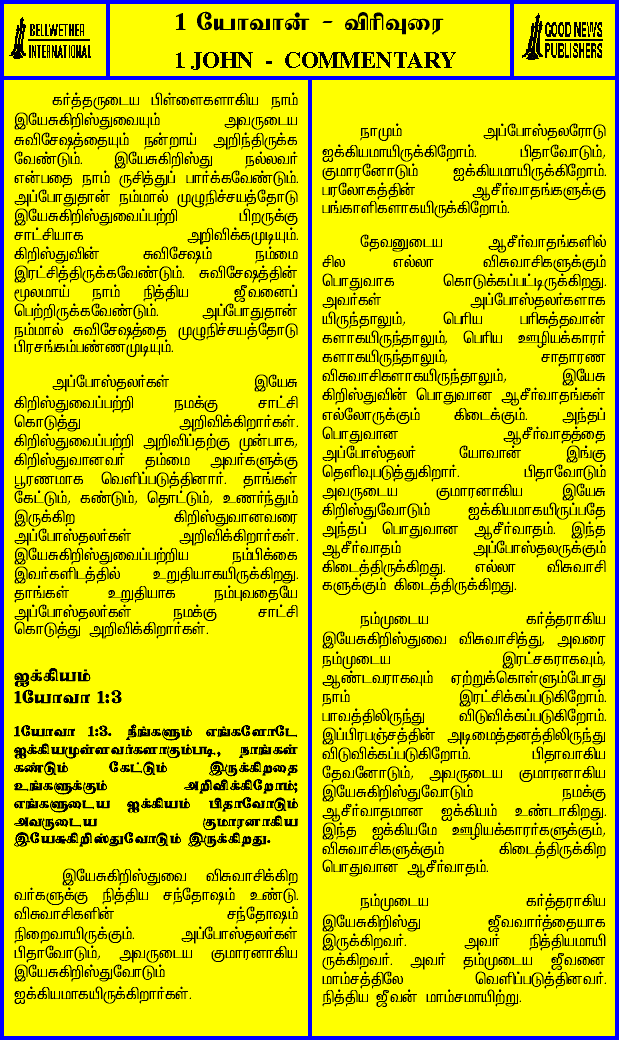 BELLWETHER
INTERNATIONAL
1 யோவான் - விரிவுரை
1 JOHN - COMMENTARY
GOOD NEWS
PUBLISHERS
கர்த்தருடைய பிள்ளைகளாகிய நாம்
இயேசுகிறிஸ்துவையும் அவருடைய
சுவிசேஷத்தையும் நன்றாய் அறிந்திருக்க
வேண்டும். இயேசுகிறிஸ்து நல்லவர்
என்பதை நாம் ருசித்துப் பார்க்கவேண்டும்.
அப்போதுதான் நம்மால் முழுநிச்சயத்தோடு
இயேசுகிறிஸ்துவைப்பற்றி பிறருக்கு
சாட்சியாக அறிவிக்கமுடியும்.
கிறிஸ்துவின் சுவிசேஷம் நம்மை
இரட்சித்திருக்கவேண்டும். சுவிசேஷத்தின்
மூலமாய் நாம் நித்திய ஜீவனைப்
பெற்றிருக்கவேண்டும். அப்போதுதான்
நம்மால் சுவிசேஷத்தை முழுநிச்சயத்தோடு
பிரசங்கம்பண்ணமுடியும்.
அப்போஸ்தலர்கள் இயேசு
கிறிஸ்துவைப்பற்றி நமக்கு சாட்சி
கொடுத்து அறிவிக்கிறார்கள்.
கிறிஸ்துவைப்பற்றி அறிவிப்பதற்கு முன்பாக,
கிறிஸ்துவானவர் தம்மை அவர்களுக்கு
பூரணமாக வெளிப்படுத்தினார். தாங்கள்
கேட்டும், கண்டும், தொட்டும், உணர்ந்தும்
இருக்கிற கிறிஸ்துவானவரை
அப்போஸ்தலர்கள் அறிவிக்கிறார்கள்.
இயேசுகிறிஸ்துவைப்பற்றிய நம்பிக்கை
இவர்களிடத்தில் உறுதியாகயிருக்கிறது.
தாங்கள் உறுதியாக நம்புவதையே
அப்போஸ்தலர்கள் நமக்கு சாட்சி
கொடுத்து அறிவிக்கிறார்கள்.
ஐக்கியம்
1யோவா 1:3
1யோவா 1:3. நீங்களும் எங்களோடே
ஐக்கியமுள்ளவர்களாகும்படி, நாங்கள்
கண்டும் கேட்டும் இருக்கிறதை
உங்களுக்கும் அறிவிக்கிறோம்;
எங்களுடைய ஐக்கியம் பிதாவோடும்
அவருடைய குமாரனாகிய
இயேசுகிறிஸ்துவோடும் இருக்கிறது.
இயேசுகிறிஸ்துவை விசுவாசிக்கிற
வர்களுக்கு நித்திய சந்தோஷம் உண்டு.
விசுவாசிகளின் சந்தோஷம்
நிறைவாயிருக்கும். அப்போஸ்தலர்கள்
பிதாவோடும், அவருடைய குமாரனாகிய
இயேசுகிறிஸ்துவோடும்
ஐக்கியமாகயிருக்கிறார்கள்.
நாமும் அப்போஸ்தலரோடு
ஐக்கியமாயிருக்கிறோம். பிதாவோடும்,
குமாரனோடும் ஐக்கியமாயிருக்கிறோம்.
பரலோகத்தின் ஆசீர்வாதங்களுக்கு
பங்காளிகளாகயிருக்கிறோம்.
தேவனுடைய ஆசீர்வாதங்களில்
சில எல்லா விசுவாசிகளுக்கும்
பொதுவாக கொடுக்கப்பட்டிருக்கிறது.
அவர்கள் அப்போஸ்தலர்களாக
யிருந்தாலும், பெரிய பரிசுத்தவான்
களாகயிருந்தாலும், பெரிய ஊழியக்காரர்
களாகயிருந்தாலும், சாதாரண
விசுவாசிகளாகயிருந்தாலும், இயேசு
கிறிஸ்துவின் பொதுவான ஆசீர்வாதங்கள்
எல்லோருக்கும் கிடைக்கும். அந்தப்
பொதுவான ஆசீர்வாதத்தை
அப்போஸ்தலர் யோவான் இங்கு
தெளிவுபடுத்துகிறார். பிதாவோடும்
அவருடைய குமாரனாகிய இயேசு
கிறிஸ்துவோடும் ஐக்கியமாகயிருப்பதே
அந்தப் பொதுவான ஆசீர்வாதம். இந்த
ஆசீர்வாதம் அப்போஸ்தலருக்கும்
கிடைத்திருக்கிறது. எல்லா விசுவாசி
களுக்கும் கிடைத்திருக்கிறது.
நம்முடைய கர்த்தராகிய
இயேசுகிறிஸ்துவை விசுவாசித்து, அவரை
நம்முடைய இரட்சகராகவும்,
ஆண்டவராகவும் ஏற்றுக்கொள்ளும்போது
நாம் இரட்சிக்கப்படுகிறோம்.
பாவத்திலிருந்து விடுவிக்கப்படுகிறோம்.
இப்பிரபஞ்சத்தின் அடிமைத்தனத்திலிருந்து
விடுவிக்கப்படுகிறோம். பிதாவாகிய
தேவனோடும், அவருடைய குமாரனாகிய
இயேசுகிறிஸ்துவோடும் நமக்கு
ஆசீர்வாதமான ஐக்கியம் உண்டாகிறது.
இந்த ஐக்கியமே ஊழியக்காரர்களுக்கும்,
விசுவாசிகளுக்கும் கிடைத்திருக்கிற
பொதுவான ஆசீர்வாதம்.
நம்முடைய கர்த்தராகிய
இயேசுகிறிஸ்து ஜீவவார்த்தையாக
இருக்கிறவர். அவர் நித்தியமாயி
ருக்கிறவர். அவர் தம்முடைய ஜீவனை
மாம்சத்திலே வெளிப்படுத்தினவர்.
நித்திய ஜீவன் மாம்சமாயிற்று.